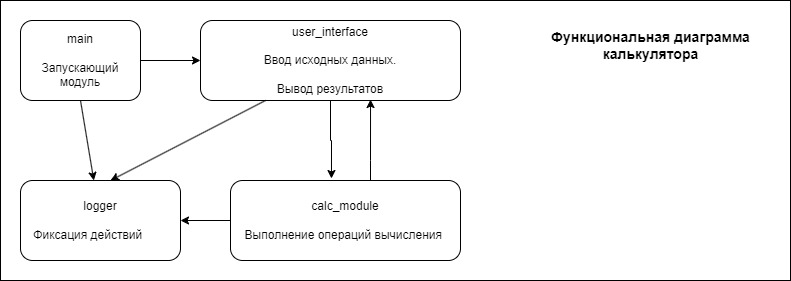 main
Запускающий
модуль
user_interface
Ввод исходных данных.
Вывод результатов
Функциональная диаграмма
калькулятора
logger
Фиксация действий
calc_module
Выполнение операций вычисления